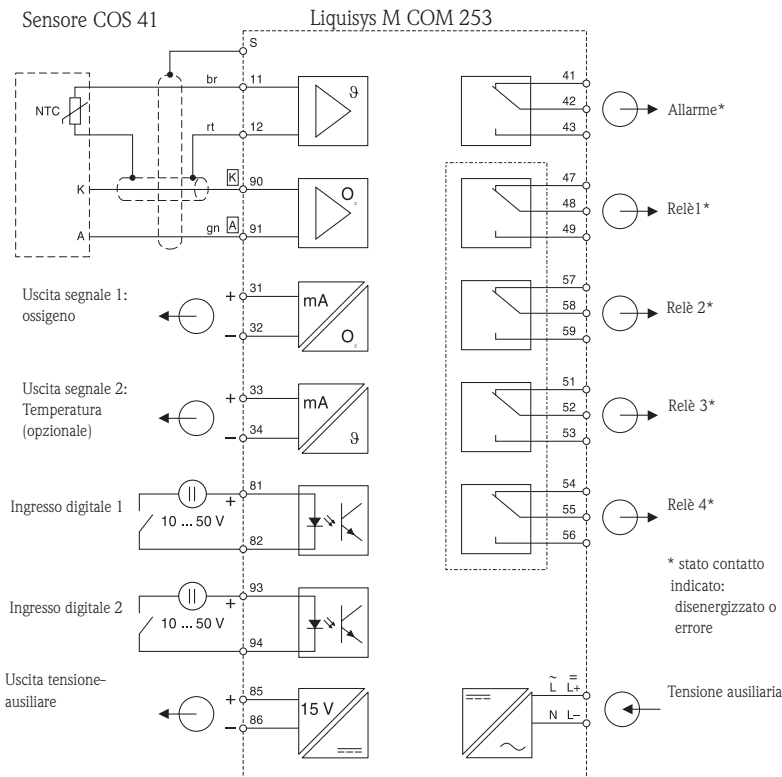 Sensore COS 41
Liquisys M COM 253
S
br 11
ϑ
NTC
rt 12
K
K 90
O₂
A
gn A 91
Uscita segnale 1:
ossigeno
+ 31
− 32
mA
O₂
Uscita segnale 2:
Temperatura
(opzionale)
+ 33
− 34
mA
ϑ
Ingresso digitale 1
81
+
10 ... 50 V
82
Ingresso digitale 2
93
+
10 ... 50 V
94
Uscita tensione-
ausiliare
+ 85
− 86
15 V
41
42
43
Allarme*
47
48
49
Relè1*
57
58
59
Relè 2*
51
52
53
Relè 3*
54
55
56
Relè 4*
* stato contatto
indicato:
disenergizzato o
errore
~ =
L L+
N L–
Tensione ausiliaria